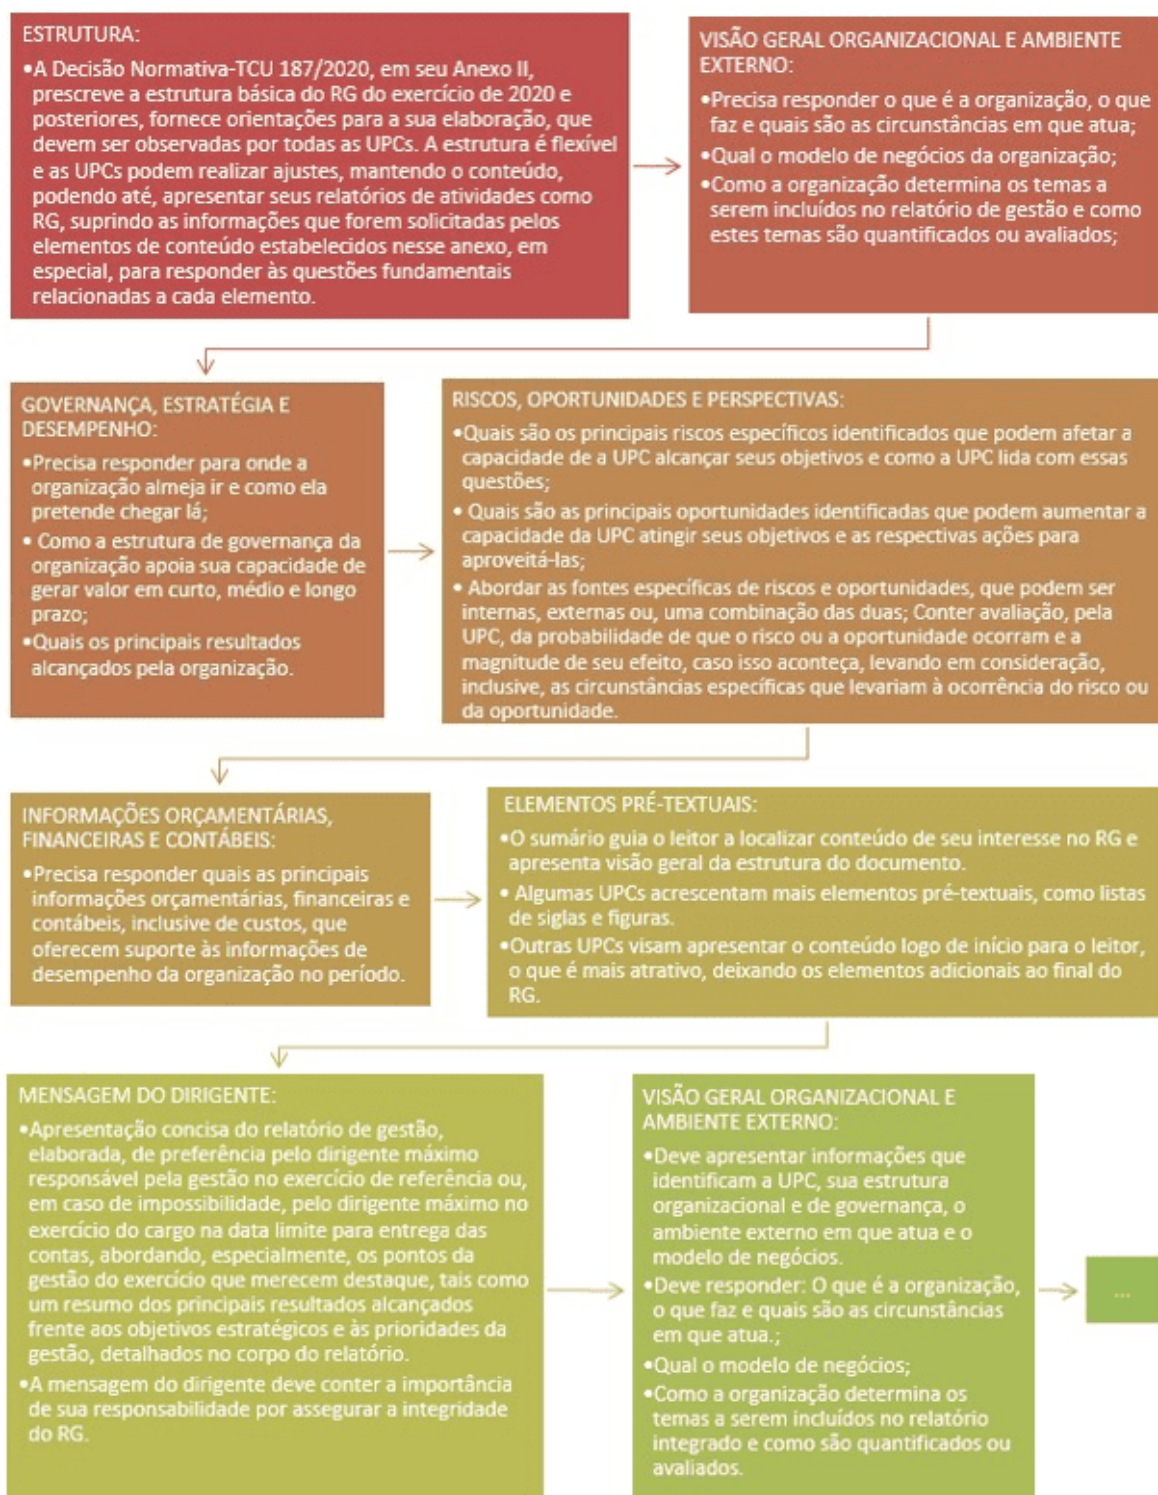 ESTRUTURA:
•A Decisão Normativa-TCU 187/2020, em seu Anexo II,
prescreve a estrutura básica do RG do exercício de 2020 e
posteriores, fornece orientações para a sua elaboração, que
devem ser observadas por todas as UPCs. A estrutura é flexível
e as UPCs podem realizar ajustes, mantendo o conteúdo,
podendo até, apresentar seus relatórios de atividades como
RG, suprindo as informações que forem solicitadas pelos
elementos de conteúdo estabelecidos nesse anexo, em
especial, para responder às questões fundamentais
relacionadas a cada elemento.
VISÃO GERAL ORGANIZACIONAL E AMBIENTE
EXTERNO:
•Precisa responder o que é a organização, o que
faz e quais são as circunstâncias em que atua;
•Qual o modelo de negócios da organização;
•Como a organização determina os temas a
serem incluídos no relatório de gestão e como
estes temas são quantificados ou avaliados;
GOVERNANÇA, ESTRATÉGIA E
DESEMPENHO:
•Precisa responder para onde a
organização almeja ir e como ela
pretende chegar lá;
• Como a estrutura de governança da
organização apoia sua capacidade de
gerar valor em curto, médio e longo
prazo;
•Quais os principais resultados
alcançados pela organização.
RISCOS, OPORTUNIDADES E PERSPECTIVAS:
•Quais são os principais riscos específicos identificados que podem afetar a
capacidade de a UPC alcançar seus objetivos e como a UPC lida com essas
questões;
• Quais são as principais oportunidades identificadas que podem aumentar a
capacidade da UPC atingir seus objetivos e as respectivas ações para
aproveitá-las;
• Abordar as fontes específicas de riscos e oportunidades, que podem ser
internas, externas ou, uma combinação das duas; Conter avaliação, pela
UPC, da probabilidade de que o risco ou a oportunidade ocorram e a
magnitude de seu efeito, caso isso aconteça, levando em consideração,
inclusive, as circunstâncias específicas que levariam à ocorrência do risco ou
da oportunidade.
INFORMAÇÕES ORÇAMENTÁRIAS,
FINANCEIRAS E CONTÁBEIS:
•Precisa responder quais as principais
informações orçamentárias, financeiras e
contábeis, inclusive de custos, que
oferecem suporte às informações de
desempenho da organização no período.
ELEMENTOS PRÉ-TEXTUAIS:
•O sumário guia o leitor a localizar conteúdo de seu interesse no RG e
apresenta visão geral da estrutura do documento.
• Algumas UPCs acrescentam mais elementos pré-textuais, como listas
de siglas e figuras.
•Outras UPCs visam apresentar o conteúdo logo de início para o leitor,
o que é mais atrativo, deixando os elementos adicionais ao final do
RG.
MENSAGEM DO DIRIGENTE:
•Apresentação concisa do relatório de gestão,
elaborada, de preferência pelo dirigente máximo
responsável pela gestão no exercício de referência ou,
em caso de impossibilidade, pelo dirigente máximo no
exercício do cargo na data limite para entrega das
contas, abordando, especialmente, os pontos da
gestão do exercício que merecem destaque, tais como
um resumo dos principais resultados alcançados
frente aos objetivos estratégicos e às prioridades da
gestão, detalhados no corpo do relatório.
•A mensagem do dirigente deve conter a importância
de sua responsabilidade por assegurar a integridade
do RG.
VISÃO GERAL ORGANIZACIONAL E
AMBIENTE EXTERNO:
•Deve apresentar informações que
identificam a UPC, sua estrutura
organizacional e de governança, o
ambiente externo em que atua e o
modelo de negócios.
•Deve responder: O que é a organização,
o que faz e quais são as circunstâncias
em que atua.;
•Qual o modelo de negócios;
•Como a organização determina os
temas a serem incluídos no relatório
integrado e como são quantificados ou
avaliados.
...